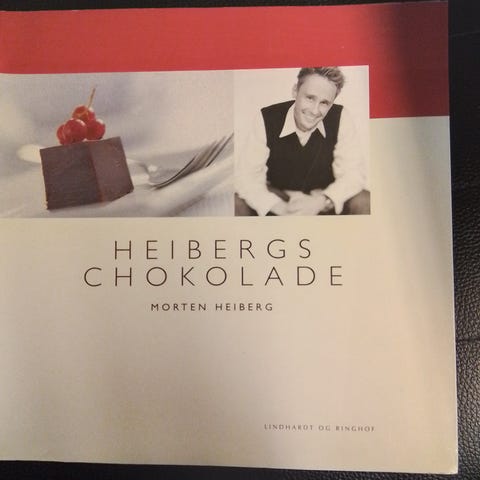 HEIBERGS
CHOKOLADE
MORTEN HEIBERG
LINDHARDT OG RINGHOF